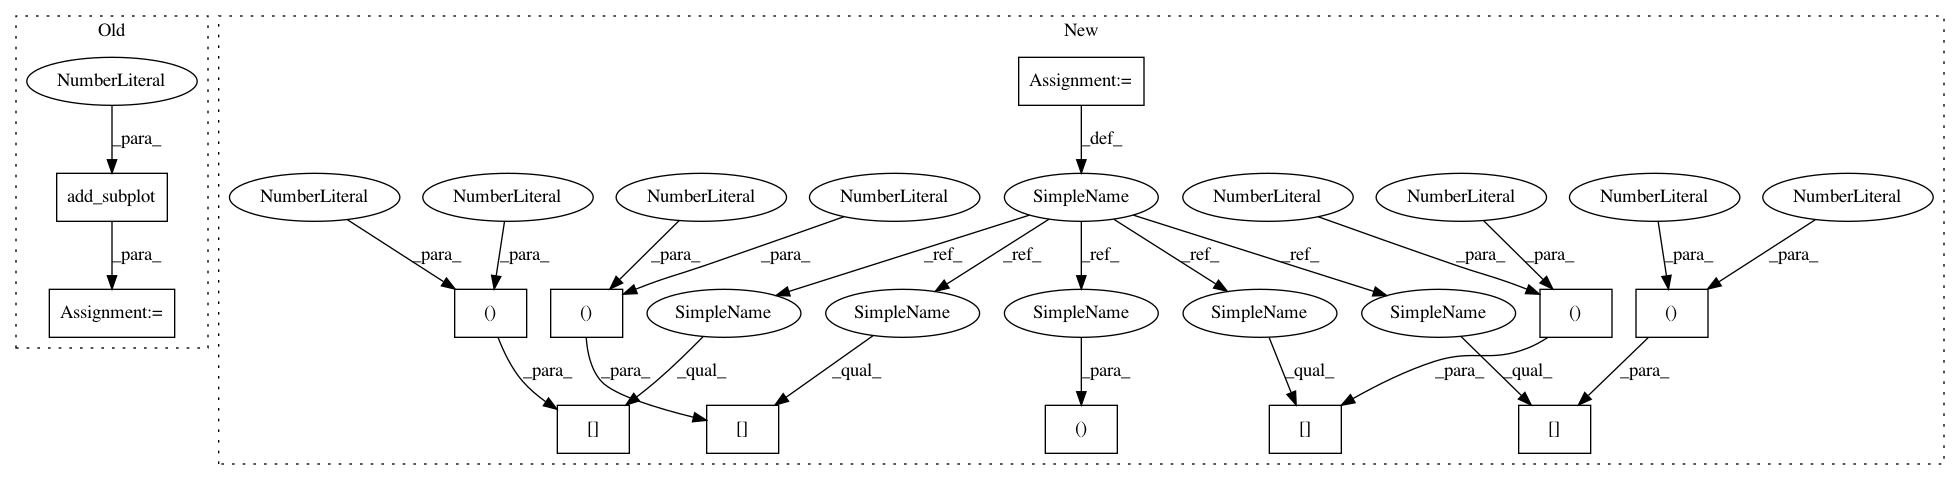 Old
New
NumberLiteral
Assignment:=
_para_
_def_
add_subplot
NumberLiteral
NumberLiteral
NumberLiteral
NumberLiteral
SimpleName
NumberLiteral
NumberLiteral
NumberLiteral
NumberLiteral
_para_
_para_
_para_
_para_
_para_
_ref_
_ref_
_ref_
_ref_
_ref_
_para_
_para_
_para_
_para_
Assignment:=
()
()
SimpleName
SimpleName
SimpleName
SimpleName
SimpleName
()
()
_para_
_para_
_qual_
_qual_
_para_
_qual_
_para_
_qual_
_para_
[]
[]
()
[]
[]